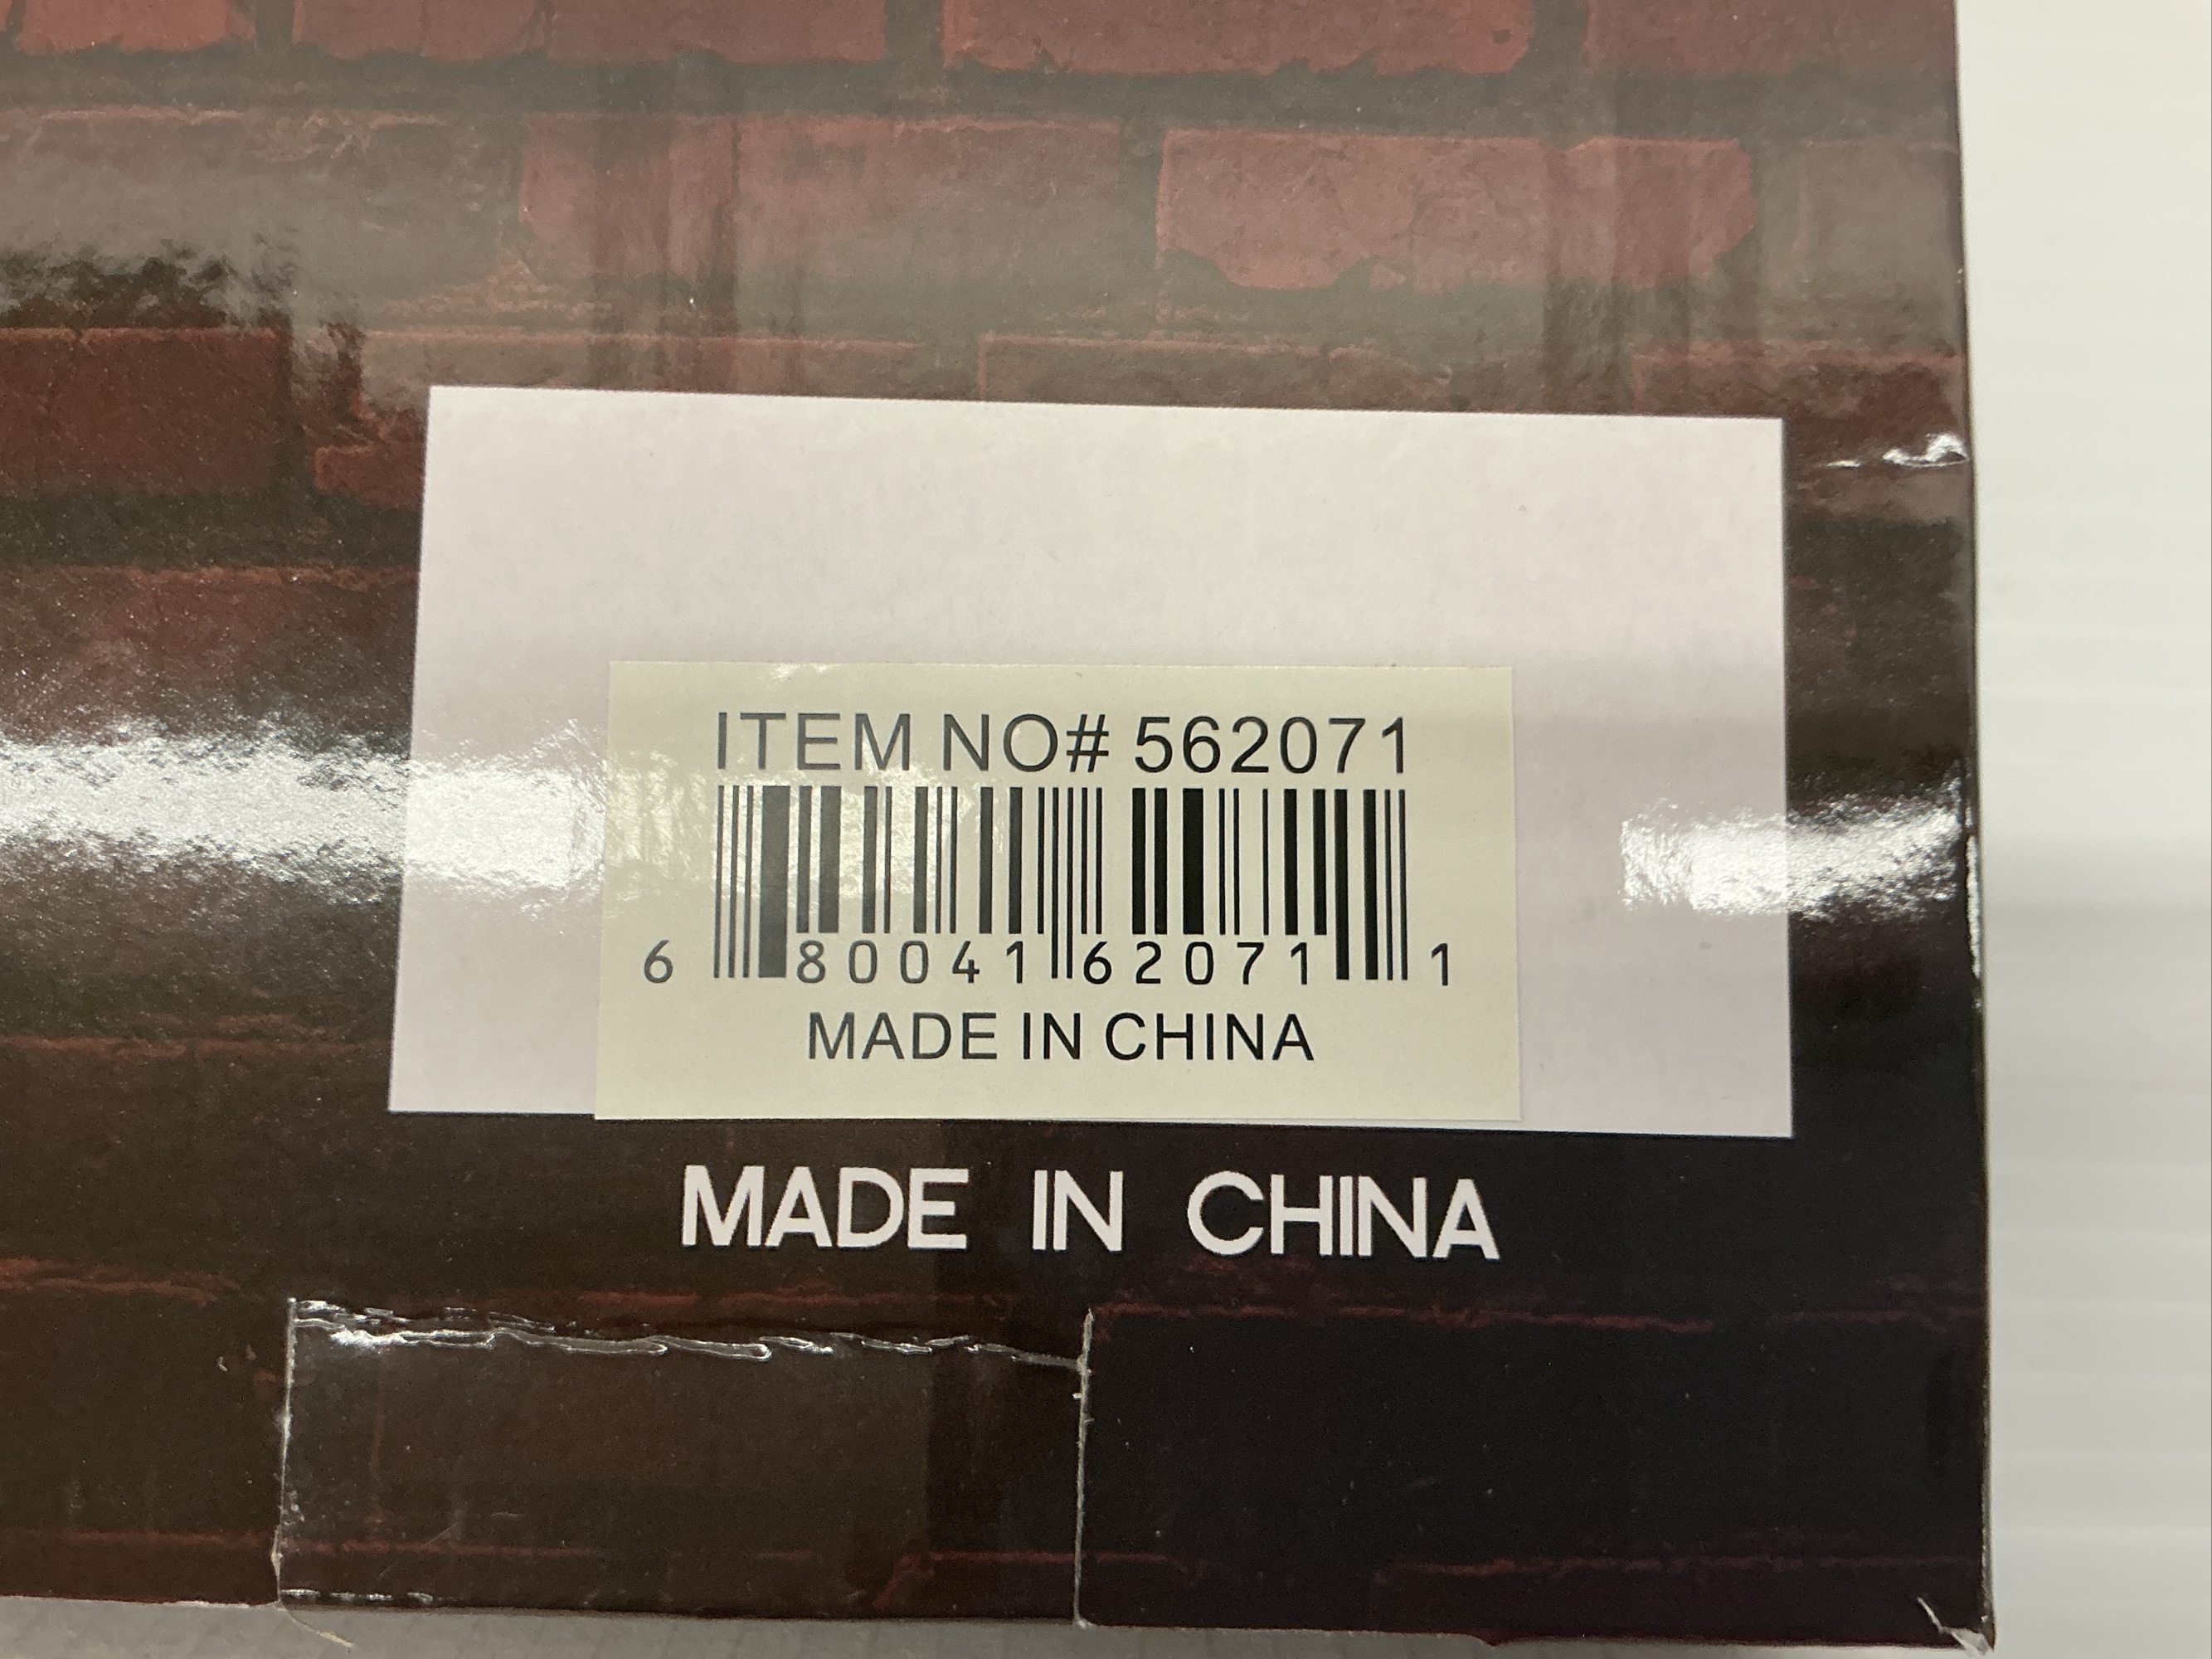 ITEM NO# 562071
6 80041 62071 1
MADE IN CHINA
MADE IN CHINA